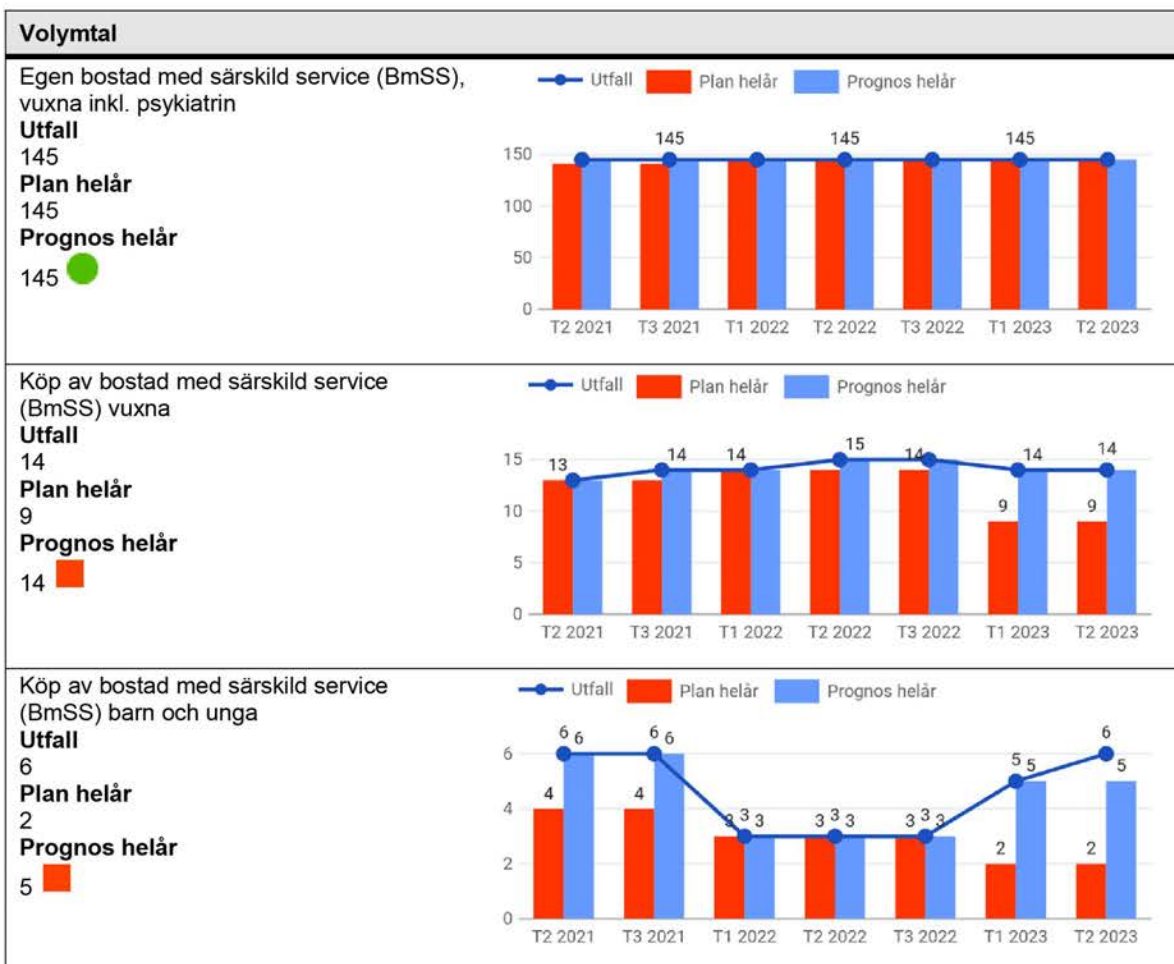 Volymtal
Egen bostad med särskild service (BmSS),
vuxna inkl. psykiatrin
Utfall
145
Plan helår
145
Prognos helår
145
Utfall Plan helår Prognos helår
145 145 145
150
100
50
0
T2 2021 T3 2021 T1 2022 T2 2022 T3 2022 T1 2023 T2 2023
Köp av bostad med särskild service
(BmSS) vuxna
Utfall
14
Plan helår
9
Prognos helår
14
Utfall Plan helår Prognos helår
13 14 14 15 14 14 14
9 9
15
10
5
0
T2 2021 T3 2021 T1 2022 T2 2022 T3 2022 T1 2023 T2 2023
Köp av bostad med särskild service
(BmSS) barn och unga
Utfall
6
Plan helår
2
Prognos helår
5
Utfall Plan helår Prognos helår
6 6 6 6 6
5 5 5
4 4
3 3 3 3 3 3 3 3 3
2 2
6
4
2
0
T2 2021 T3 2021 T1 2022 T2 2022 T3 2022 T1 2023 T2 2023